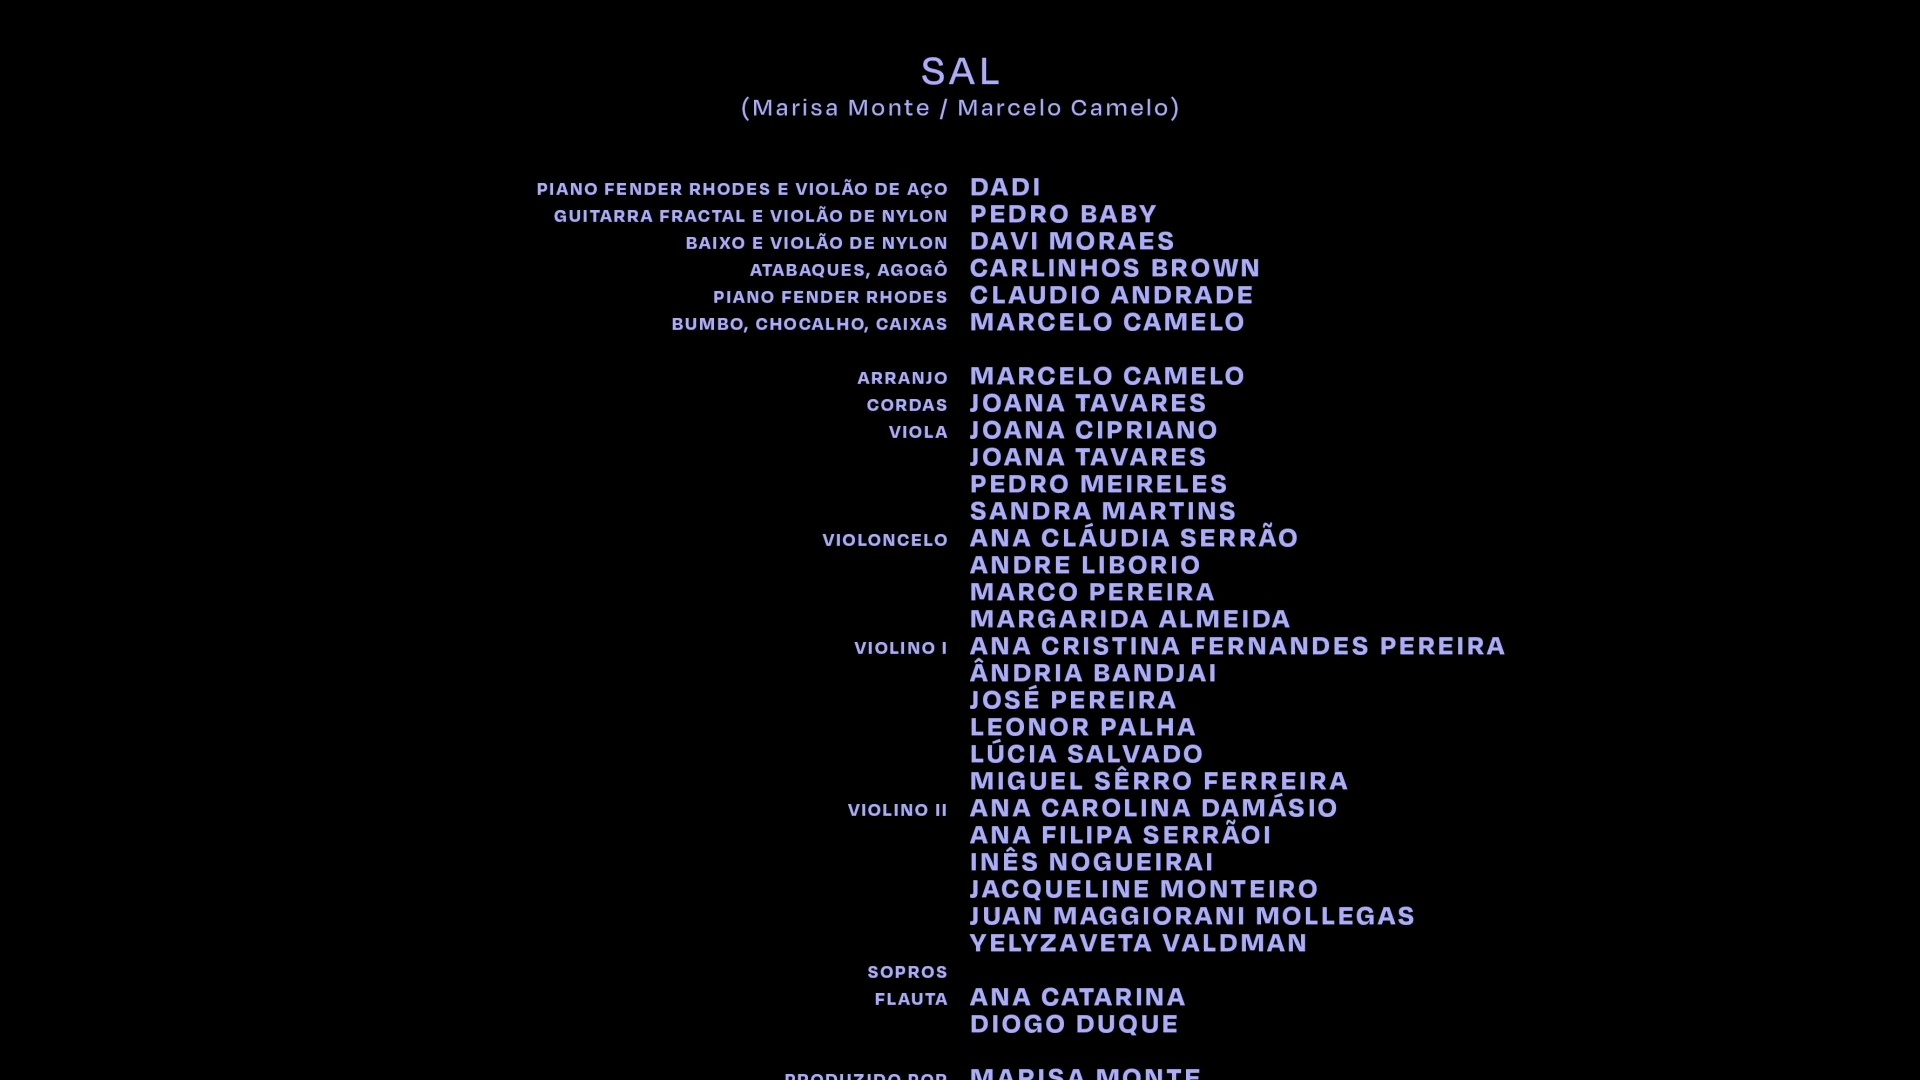 SAL
(Marisa Monte / Marcelo Camelo)
PIANO FENDER RHODES E VIOLÃO DE AÇO DADI
GUITARRA FRACTAL E VIOLÃO DE NYLON PEDRO BABY
BAIXO E VIOLÃO DE NYLON DAVI MORAES
ATABAQUES, AGOGÔ CARLINHOS BROWN
PIANO FENDER RHODES CLAUDIO ANDRADE
BUMBO, CHOCALHO, CAIXAS MARCELO CAMELO
ARRANJO MARCELO CAMELO
CORDAS JOANA TAVARES
VIOLA JOANA CIPRIANO
JOANA TAVARES
PEDRO MEIRELES
SANDRA MARTINS
VIOLONCELO ANA CLÁUDIA SERRÃO
ANDRE LIBORIO
MARCO PEREIRA
MARGARIDA ALMEIDA
VIOLINO I ANA CRISTINA FERNANDES PEREIRA
ÂNDRIA BANDJAI
JOSÉ PEREIRA
LEONOR PALHA
LÚCIA SALVADO
MIGUEL SÊRRO FERREIRA
VIOLINO II ANA CAROLINA DAMÁSIO
ANA FILIPA SERRÃOI
INÊS NOGUEIRAI
JACQUELINE MONTEIRO
JUAN MAGGIORANI MOLLEGAS
YELYZAVETA VALDMAN
SOPROS
FLAUTA ANA CATARINA
DIOGO DUQUE
PRODUZIDO POR MARISA MONTE